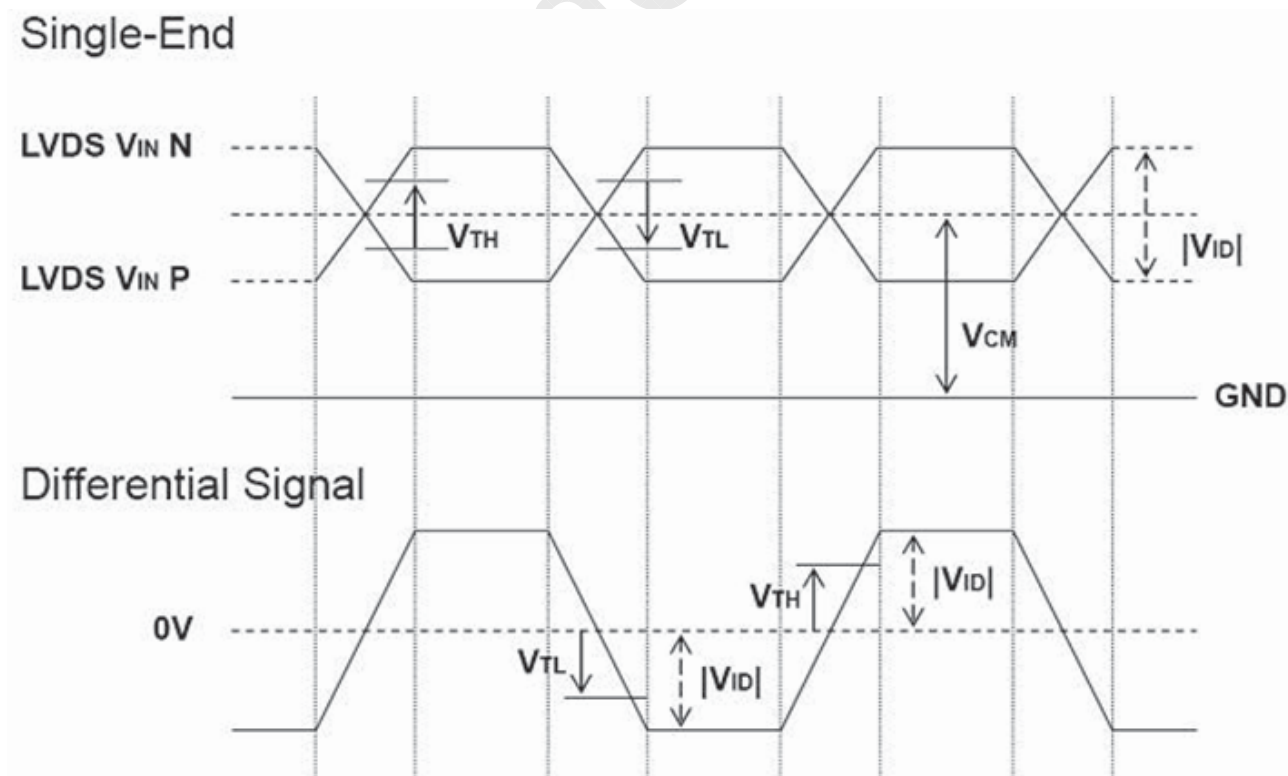 Single-End
LVDS VIN N
VTH
VTL
|VID|
LVDS VIN P
VCM
GND
Differential Signal
VTH
|VID|
0V
VTL
|VID|